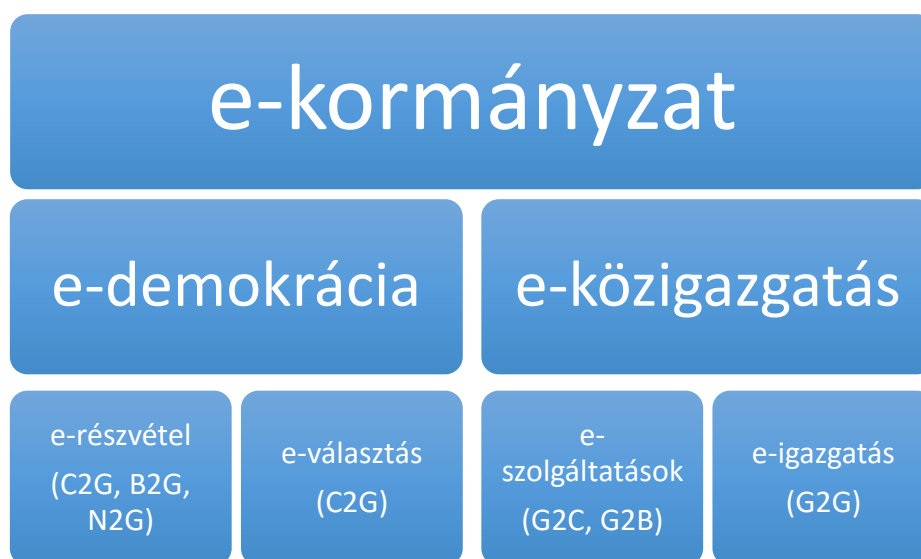 e-kormányzat
e-demokrácia
e-közigazgatás
e-részvétel
(C2G, B2G,
N2G)
e-választás
(C2G)
e-
szolgáltatások
(G2C, G2B)
e-igazgatás
(G2G)